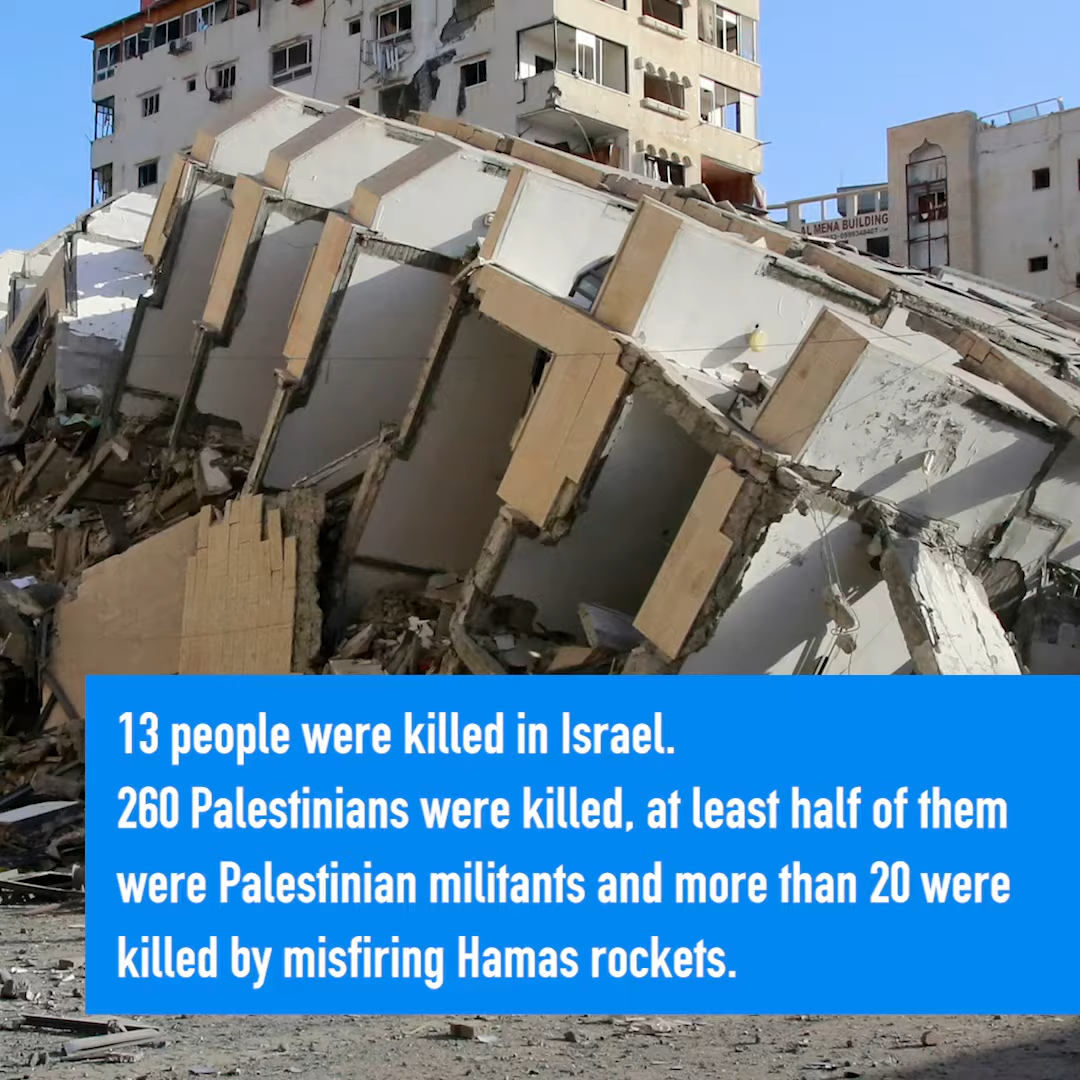 AL MENA BUILDING
13 people were killed in Israel.
260 Palestinians were killed, at least half of them
were Palestinian militants and more than 20 were
killed by misfiring Hamas rockets.